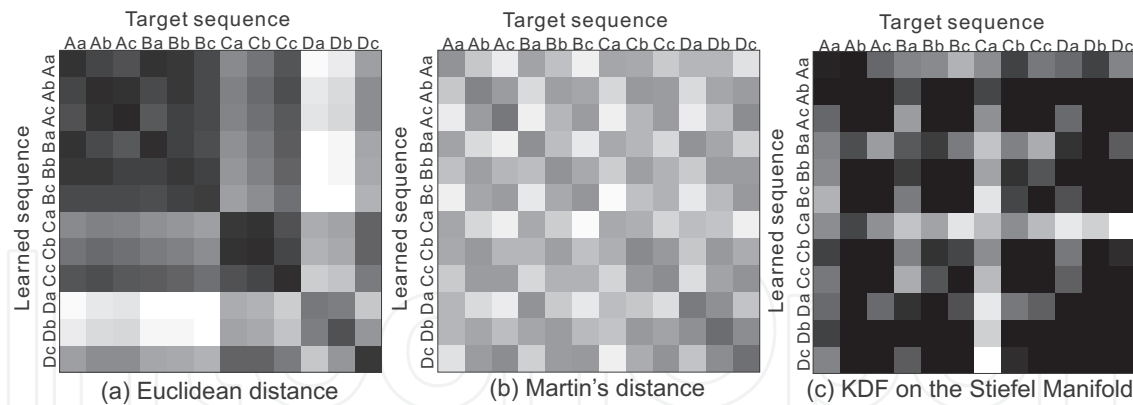 Target sequence
Aa Ab Ac Ba Bb Bc Ca Cb Cc Da Db Dc
Learned sequence
Aa
Ab
Ac
Ba
Bb
Bc
Ca
Cb
Cc
Da
Db
Dc
(a) Euclidean distance
Target sequence
Aa Ab Ac Ba Bb Bc Ca Cb Cc Da Db Dc
Learned sequence
Aa
Ab
Ac
Ba
Bb
Bc
Ca
Cb
Cc
Da
Db
Dc
(b) Martin's distance
Target sequence
Aa Ab Ac Ba Bb Bc Ca Cb Cc Da Db Dc
Learned sequence
Aa
Ab
Ac
Ba
Bb
Bc
Ca
Cb
Cc
Da
Db
Dc
(c) KDF on the Stiefel Manifold